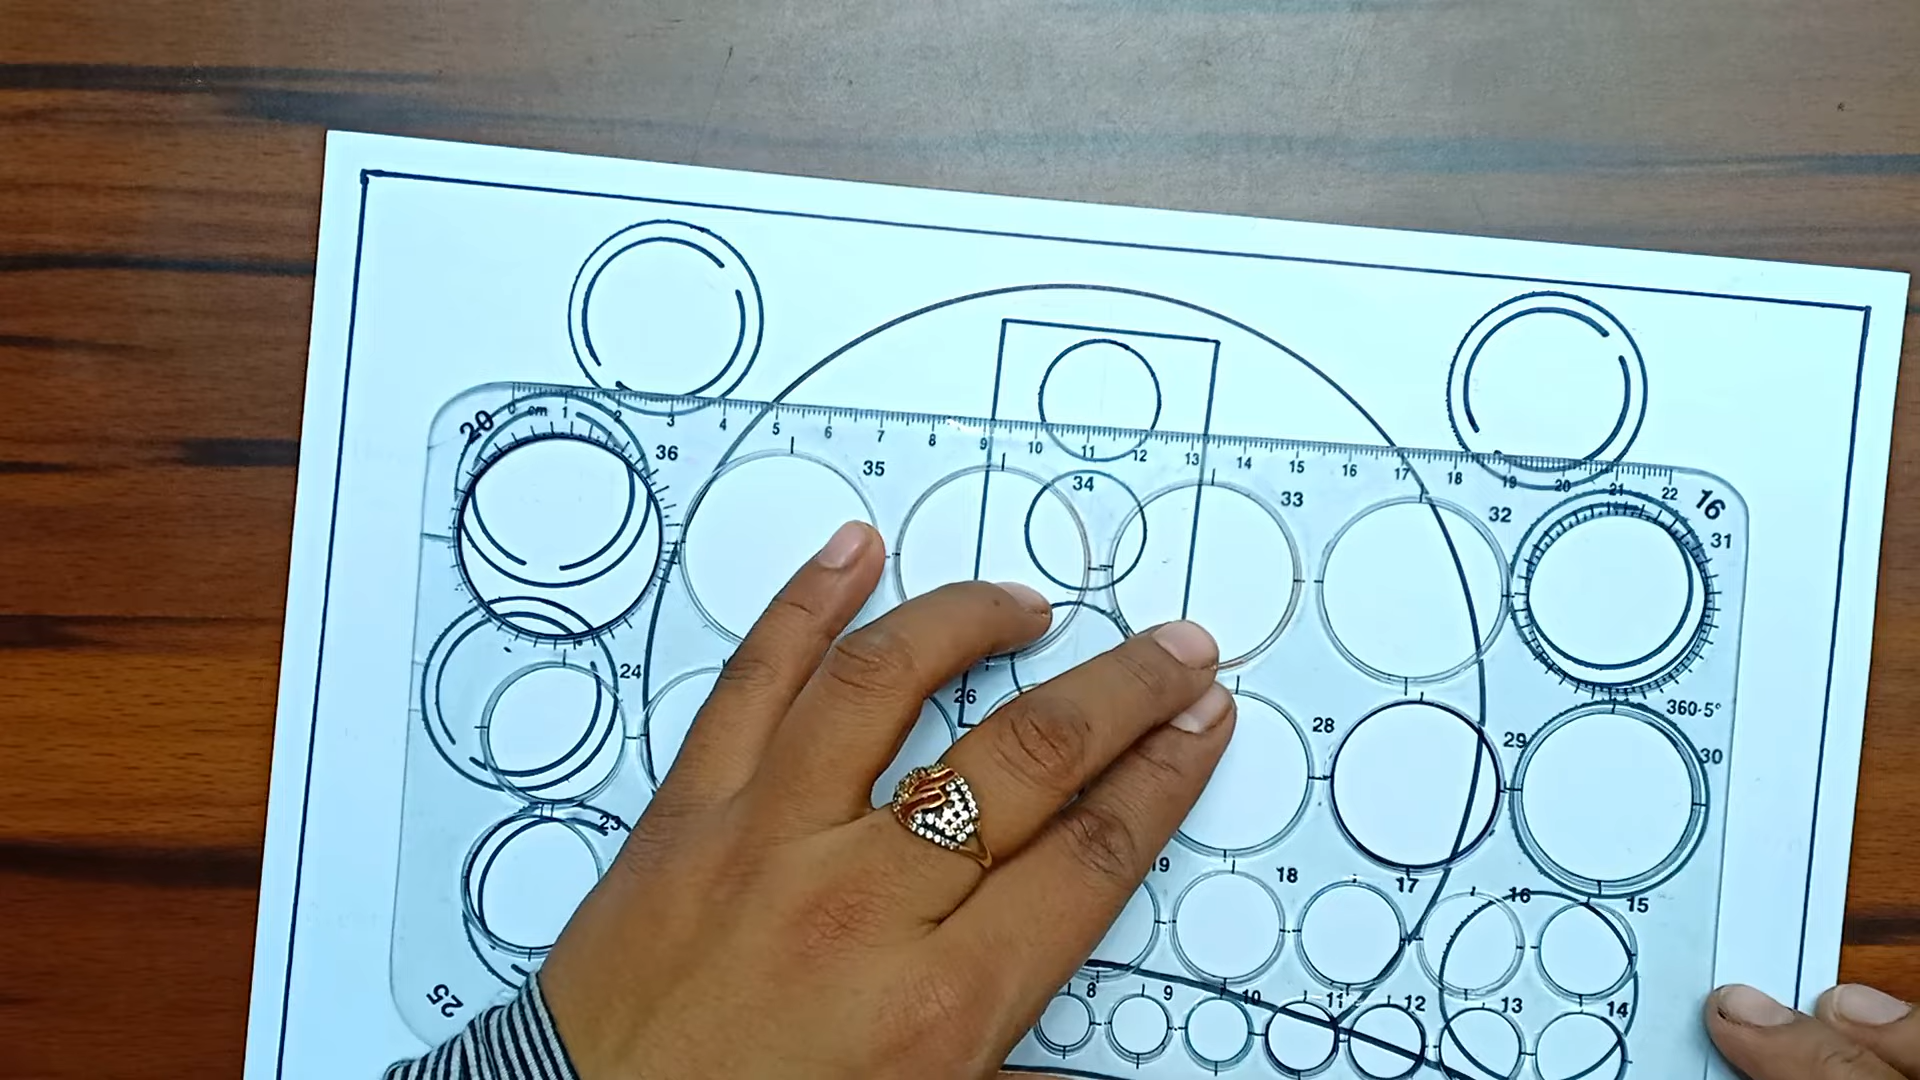 0 cm 1 2 3 4 5 6 7 8 9 10 11 12 13 14 15 16 17 18 19 20 21 22
20 36 35 34 33 32 31 16
360·5°
24 26 28 29 30
23 19 18 17 16 15
25 8 9 10 11 12 13 14